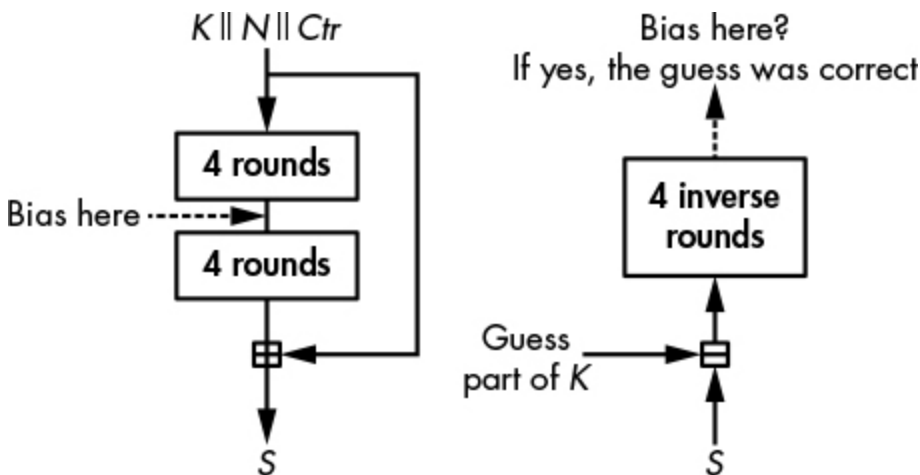 K || N || Ctr
4 rounds
Bias here
4 rounds
S
Bias here?
If yes, the guess was correct
4 inverse
rounds
Guess
part of K
S